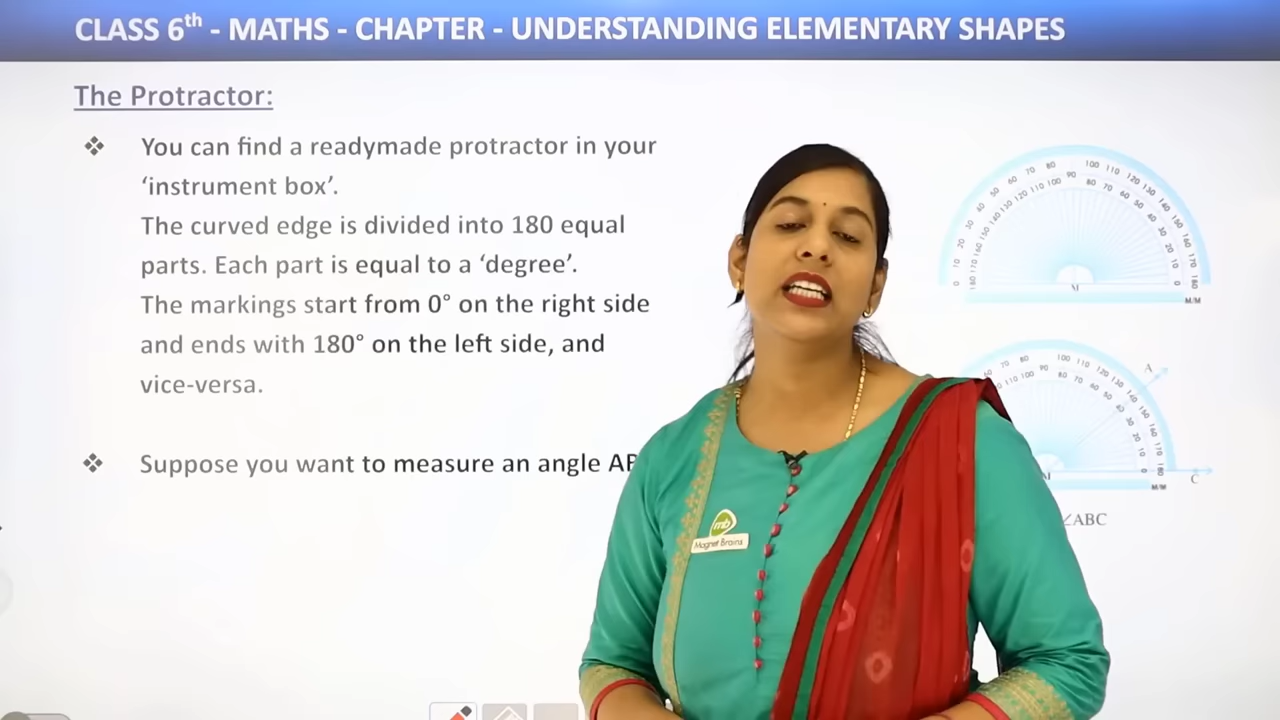 CLASS 6th - MATHS - CHAPTER - UNDERSTANDING ELEMENTARY SHAPES
The Protractor:
❖ You can find a readymade protractor in your
‘instrument box’.
The curved edge is divided into 180 equal
parts. Each part is equal to a ‘degree’.
The markings start from 0° on the right side
and ends with 180° on the left side, and
vice-versa.
❖ Suppose you want to measure an angle
M
M/M
A
C
M/M
∠ABC
mb
Magnet Brains